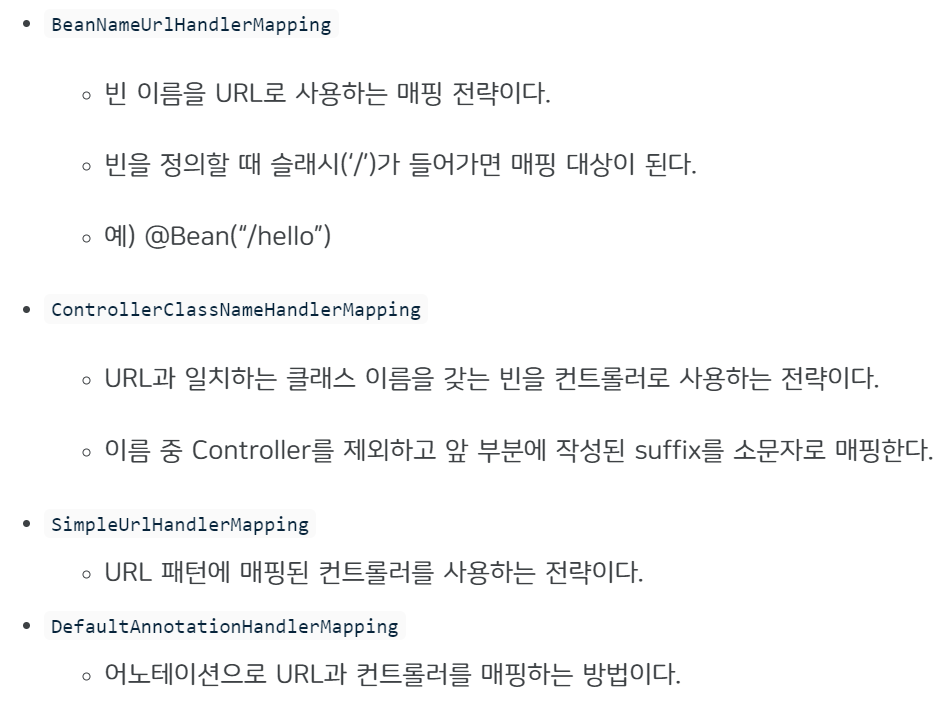 BeanNameUrlHandlerMapping
빈 이름을 URL로 사용하는 매핑 전략이다.
빈을 정의할 때 슬래시(‘/’)가 들어가면 매핑 대상이 된다.
예) @Bean(“/hello”)
ControllerClassNameHandlerMapping
URL과 일치하는 클래스 이름을 갖는 빈을 컨트롤러로 사용하는 전략이다.
이름 중 Controller를 제외하고 앞 부분에 작성된 suffix를 소문자로 매핑한다.
SimpleUrlHandlerMapping
URL 패턴에 매핑된 컨트롤러를 사용하는 전략이다.
DefaultAnnotationHandlerMapping
어노테이션으로 URL과 컨트롤러를 매핑하는 방법이다.